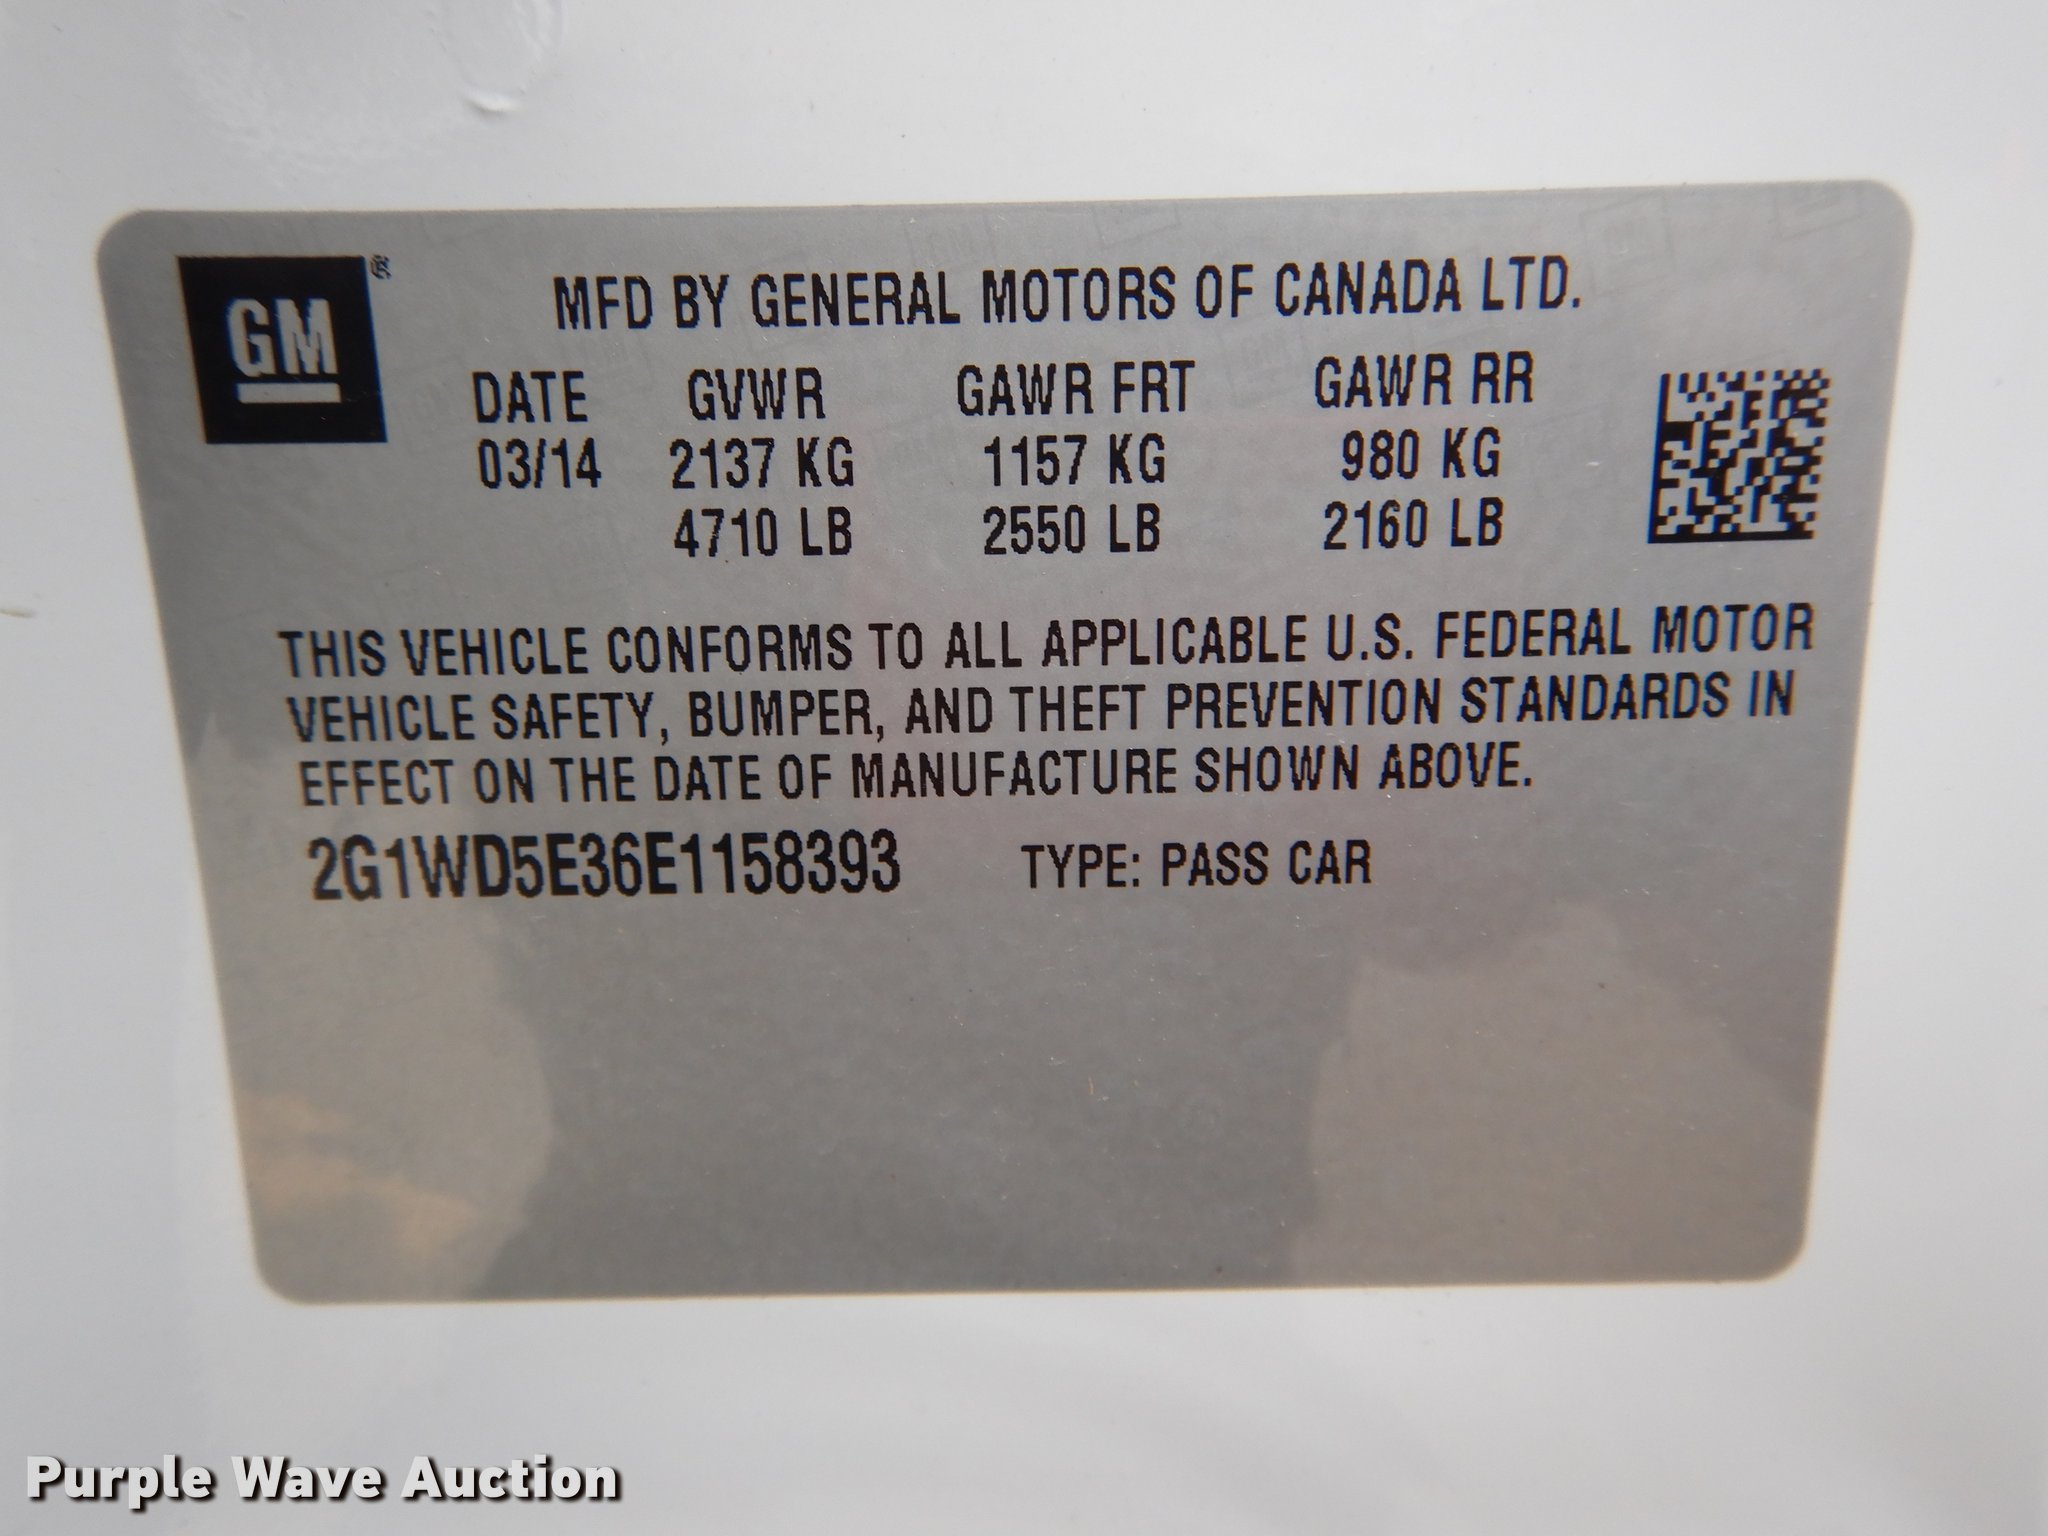 GM
®
MFD BY GENERAL MOTORS OF CANADA LTD.
DATE GVWR GAWR FRT GAWR RR
03/14 2137 KG 1157 KG 980 KG
4710 LB 2550 LB 2160 LB
THIS VEHICLE CONFORMS TO ALL APPLICABLE U.S. FEDERAL MOTOR
VEHICLE SAFETY, BUMPER, AND THEFT PREVENTION STANDARDS IN
EFFECT ON THE DATE OF MANUFACTURE SHOWN ABOVE.
2G1WD5E36E1158393 TYPE: PASS CAR
Purple Wave Auction